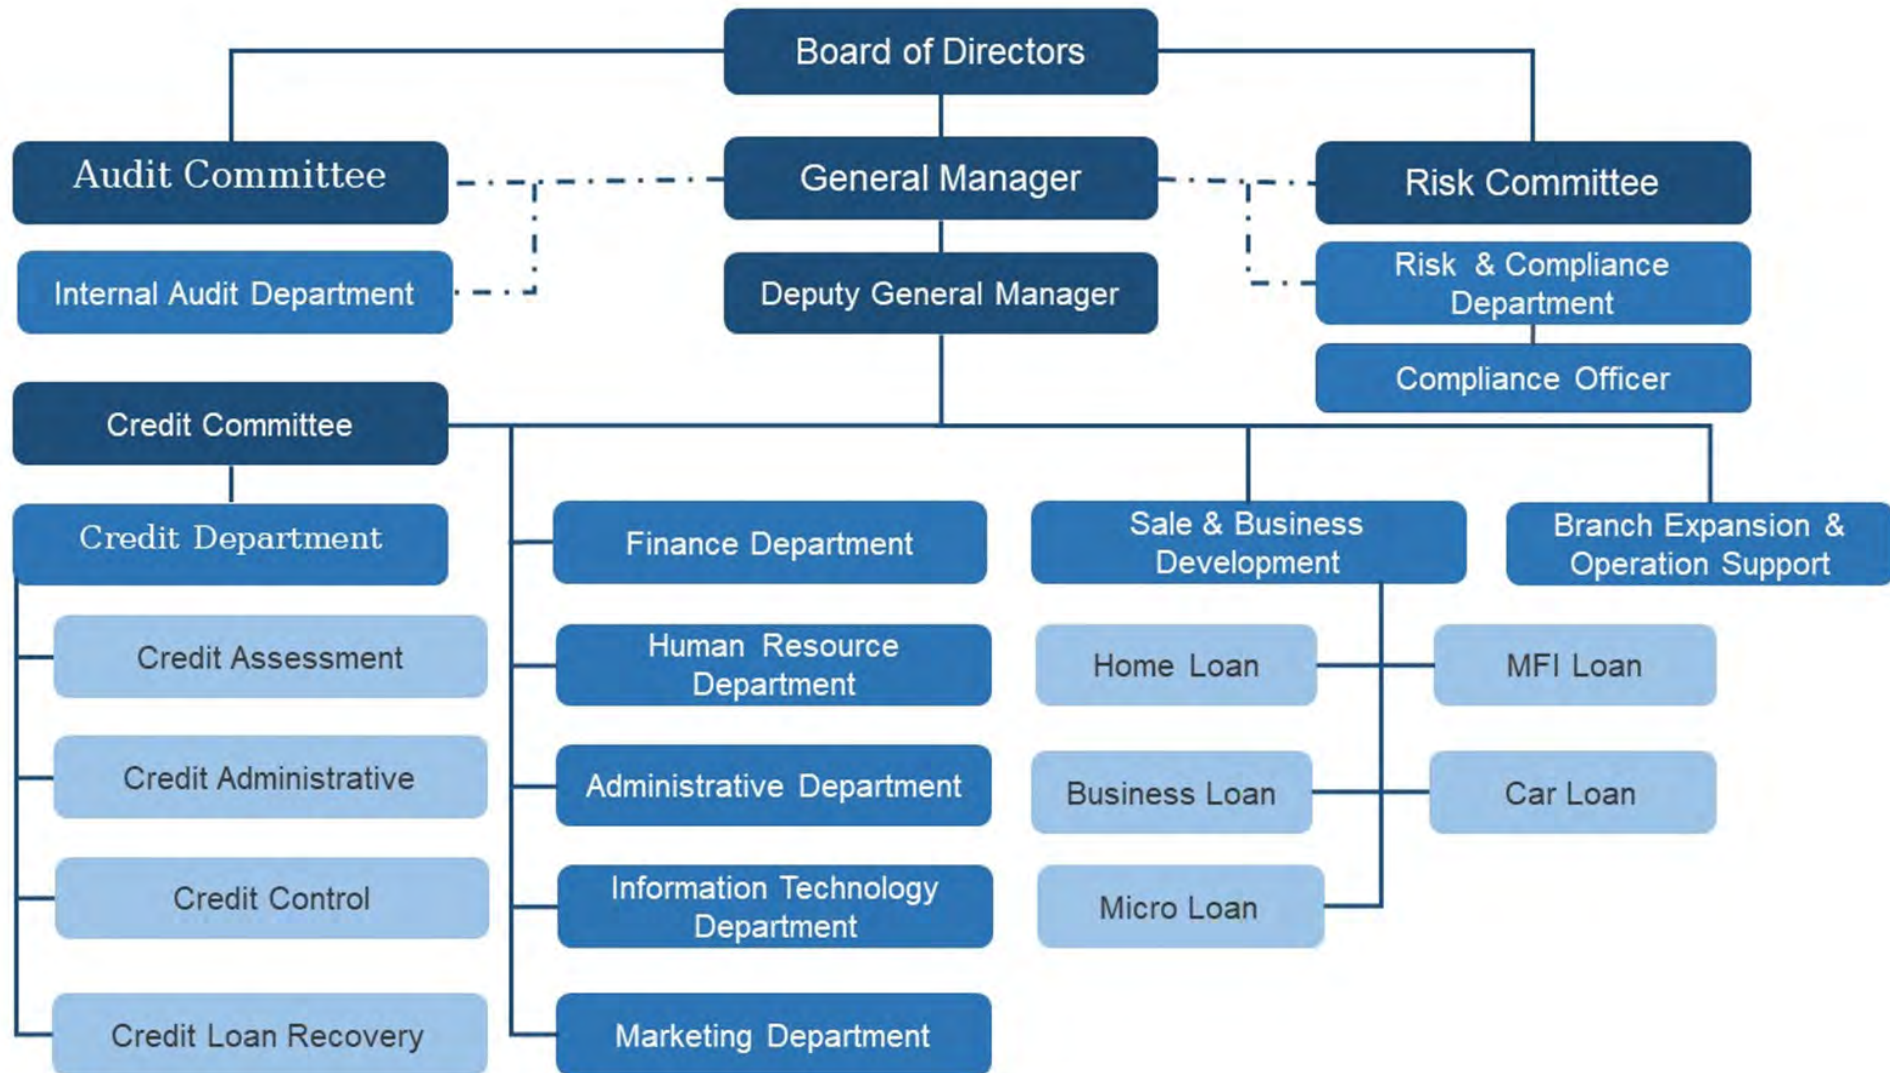 Board of Directors
Audit Committee
General Manager
Risk Committee
Internal Audit Department
Deputy General Manager
Risk & Compliance
Department
Compliance Officer
Credit Committee
Credit Department
Finance Department
Sale & Business
Development
Branch Expansion &
Operation Support
Credit Assessment
Human Resource
Department
Home Loan
MFI Loan
Credit Administrative
Administrative Department
Business Loan
Car Loan
Credit Control
Information Technology
Department
Micro Loan
Credit Loan Recovery
Marketing Department